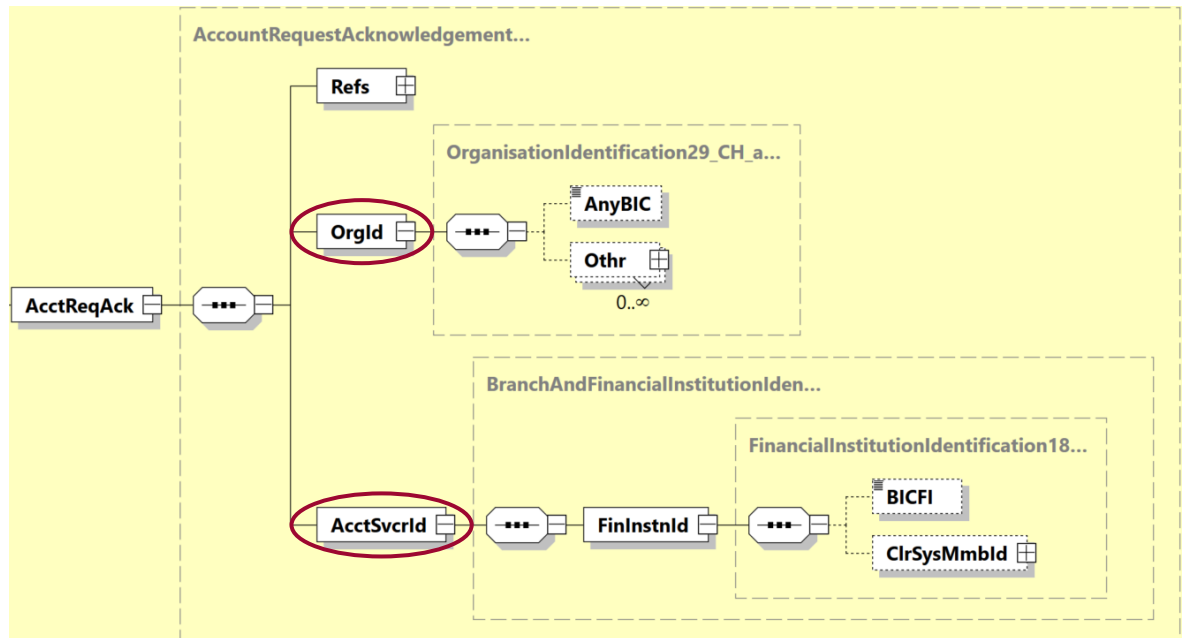 AccountRequestAcknowledgement...
Refs
OrganisationIdentification29_CH_a...
AnyBIC
OrgId
Othr
0..∞
AcctReqAck
BranchAndFinancialInstitutionIden...
FinancialInstitutionIdentification18...
BICFI
AcctSvcrId
FinInstnId
ClrSysMmbId